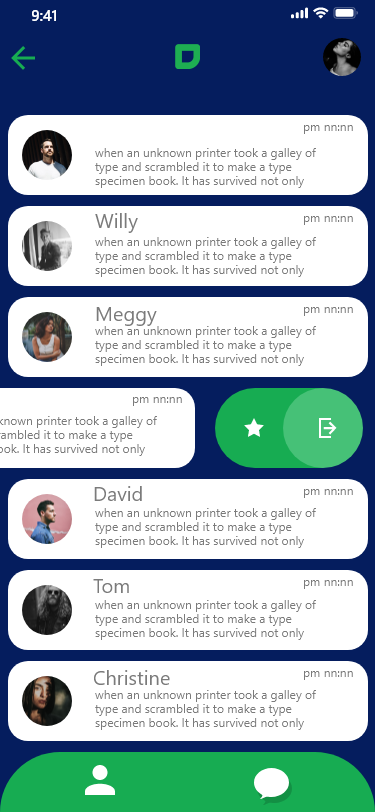 9:41
pm nn:nn
when an unknown printer took a galley of
type and scrambled it to make a type
specimen book. It has survived not only
Willy
pm nn:nn
when an unknown printer took a galley of
type and scrambled it to make a type
specimen book. It has survived not only
Meggy
pm nn:nn
when an unknown printer took a galley of
type and scrambled it to make a type
specimen book. It has survived not only
pm nn:nn
printer took a galley of
it to make a type
It has survived not only
David
pm nn:nn
when an unknown printer took a galley of
type and scrambled it to make a type
specimen book. It has survived not only
Tom
pm nn:nn
when an unknown printer took a galley of
type and scrambled it to make a type
specimen book. It has survived not only
Christine
pm nn:nn
when an unknown printer took a galley of
type and scrambled it to make a type
specimen book. It has survived not only